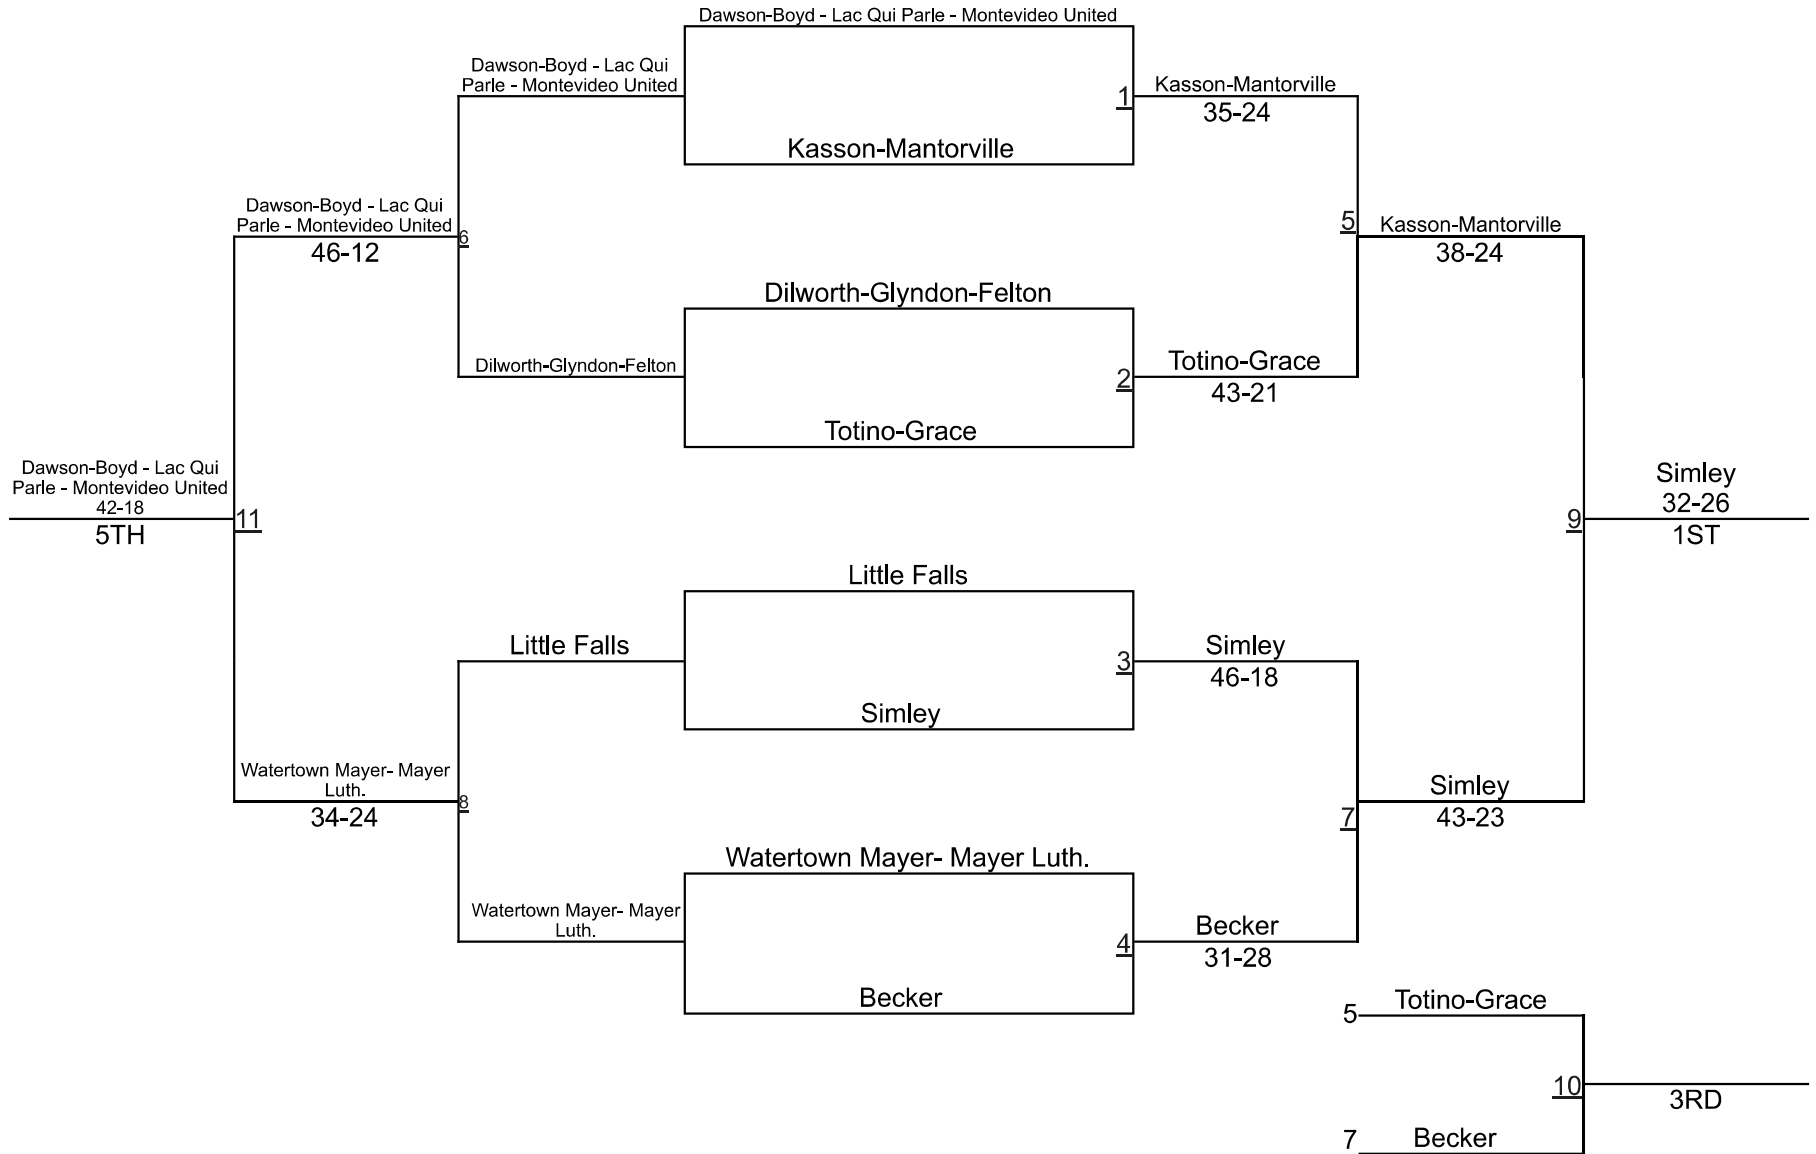 Dawson-Boyd - Lac Qui Parle - Montevideo United
Dawson-Boyd - Lac Qui
Parle - Montevideo United
1
Kasson-Mantorville
35-24
Kasson-Mantorville
Dawson-Boyd - Lac Qui
Parle - Montevideo United
46-12
6
5
Kasson-Mantorville
38-24
Dilworth-Glyndon-Felton
Dilworth-Glyndon-Felton
2
Totino-Grace
43-21
Totino-Grace
Dawson-Boyd - Lac Qui
Parle - Montevideo United
42-18
5TH
11
9
Simley
32-26
1ST
Little Falls
Little Falls
3
Simley
46-18
Simley
Watertown Mayer- Mayer
Luth.
34-24
8
7
Simley
43-23
Watertown Mayer- Mayer Luth.
Watertown Mayer- Mayer
Luth.
4
Becker
31-28
Becker
5
Totino-Grace
10
3RD
7
Becker